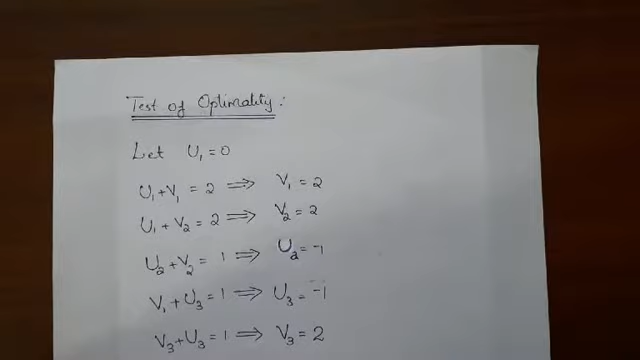 Test of Optimality :
Let U₁ = 0
U₁ + V₁ = 2 ⟹ V₁ = 2
U₁ + V₂ = 2 ⟹ V₂ = 2
U₂ + V₂ = 1 ⟹ U₂ = -1
V₁ + U₃ = 1 ⟹ U₃ = -1
V₃ + U₃ = 1 ⟹ V₃ = 2